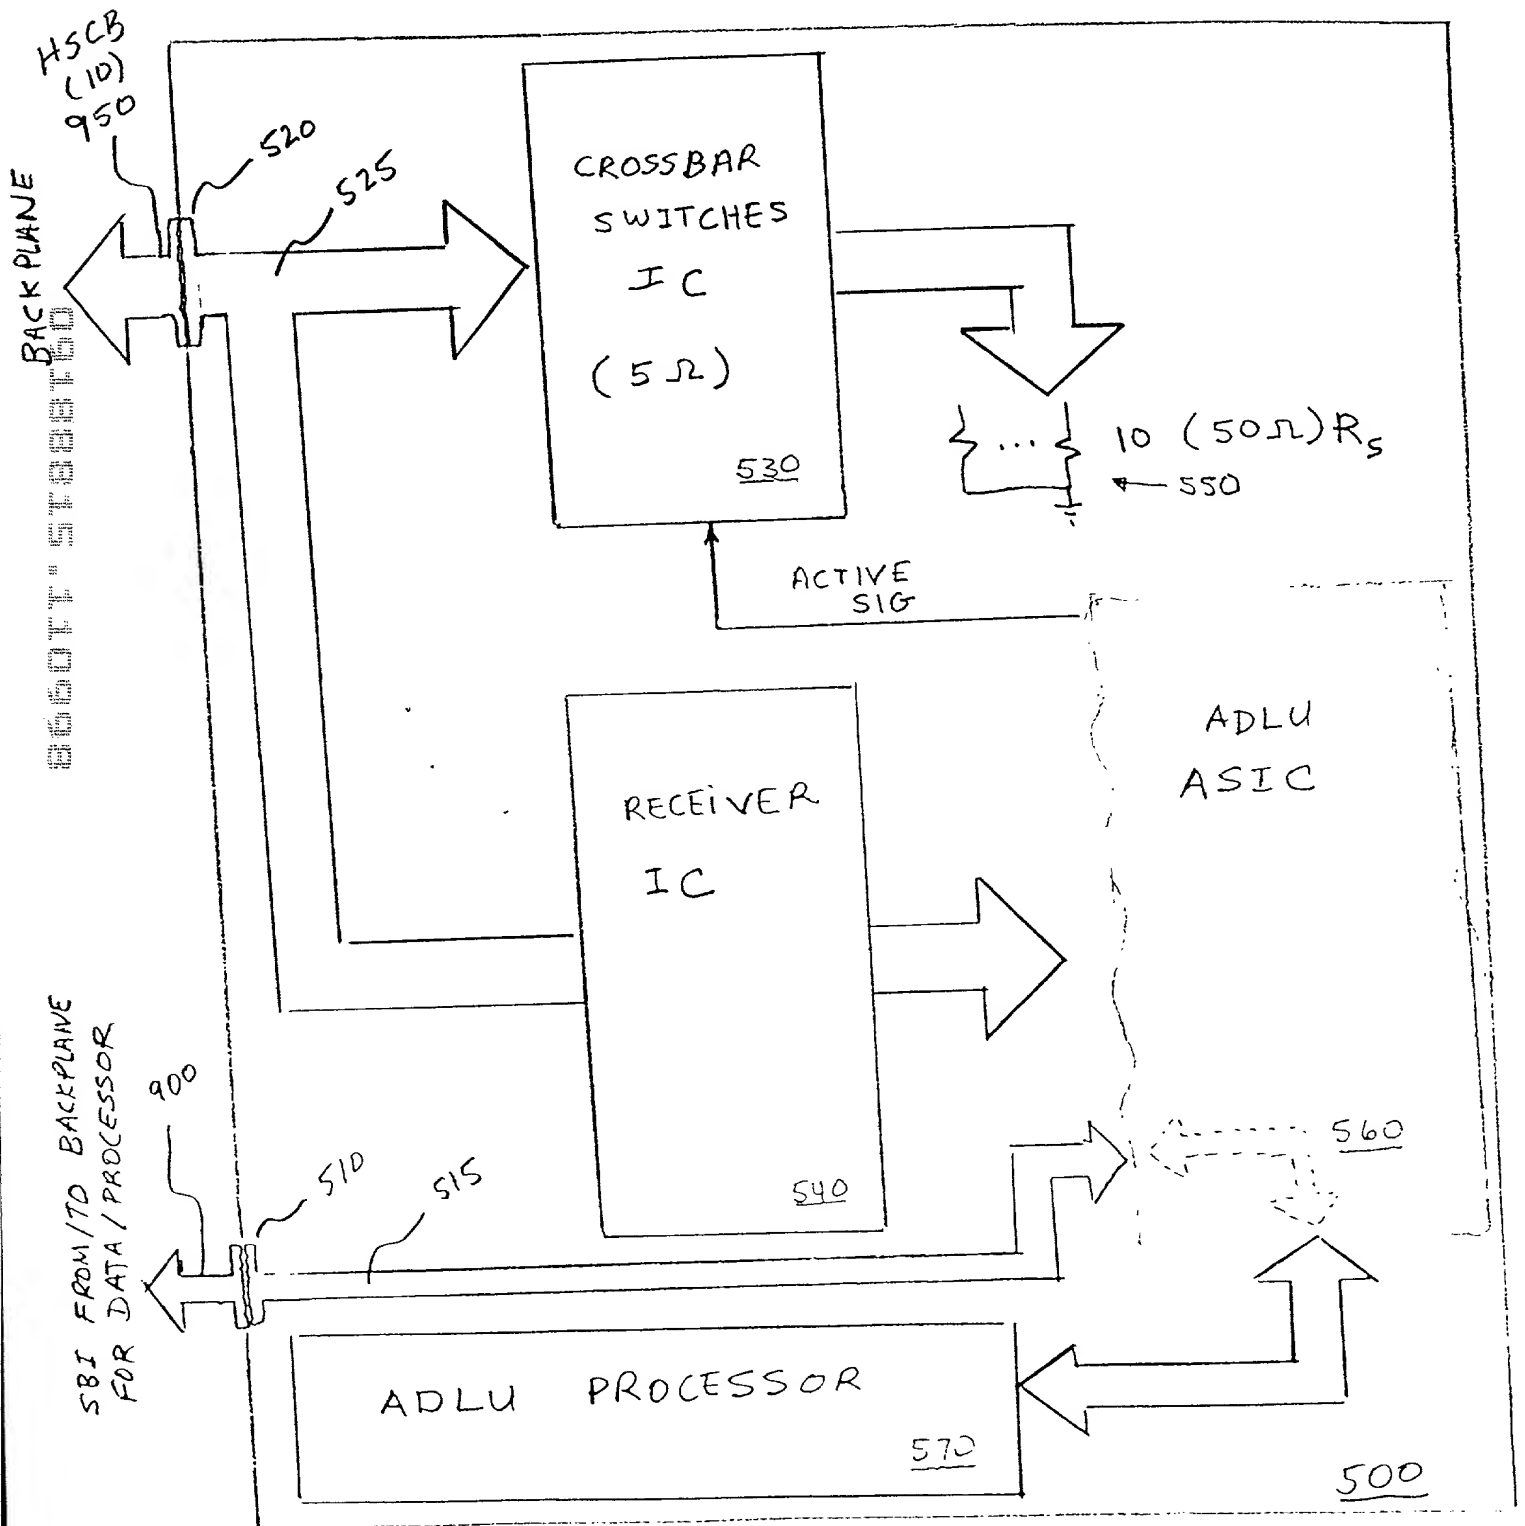 HSCB
(10)
950
520
525
BACKPLANE
CROSSBAR
SWITCHES
IC
(5Ω)
530
10 (50Ω)Rs
550
ACTIVE
SIG
ADLU
ASIC
RECEIVER
IC
540
560
SBI FROM/TO BACKPLANE
FOR DATA/PROCESSOR
900
510
515
ADLU PROCESSOR
570
500